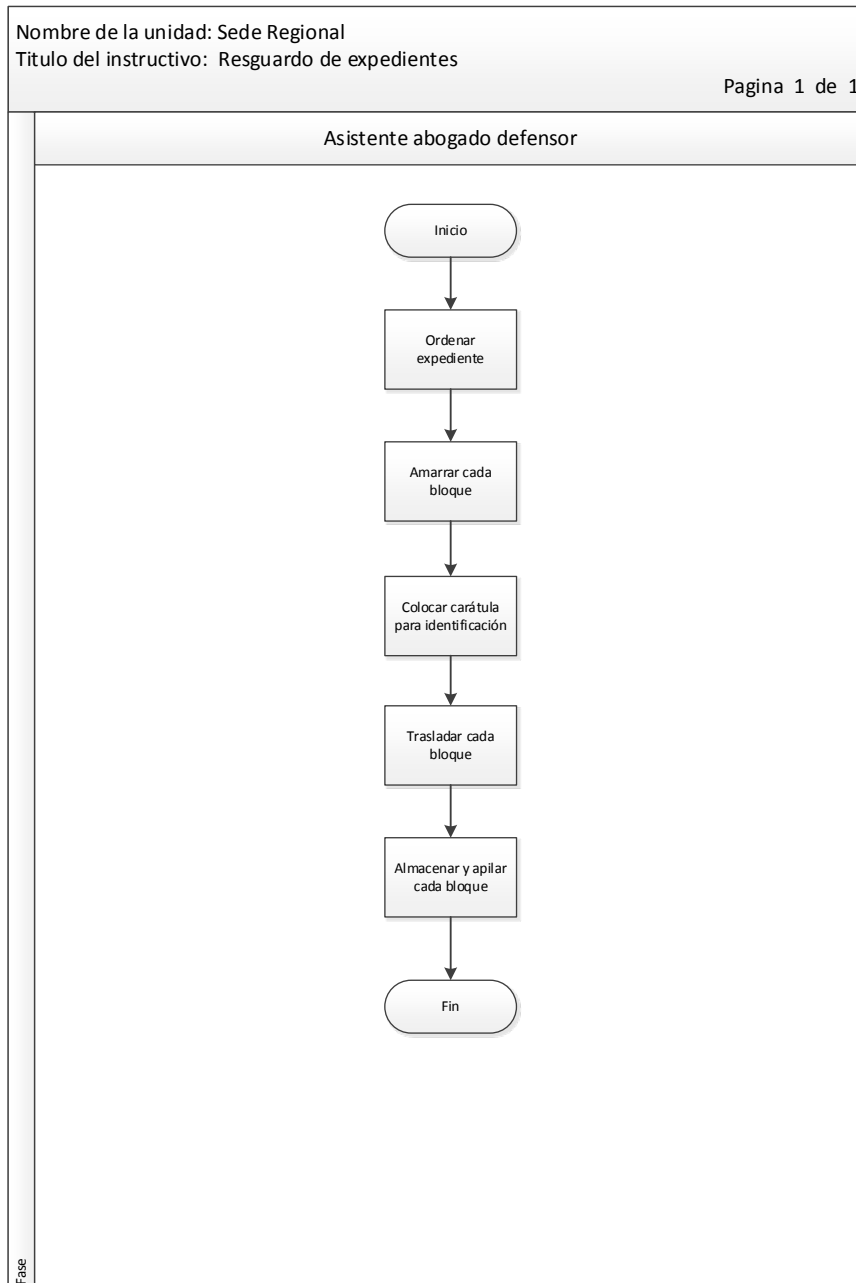 Nombre de la unidad: Sede Regional
Titulo del instructivo: Resguardo de expedientes
Pagina 1 de 1
Asistente abogado defensor
Inicio
Ordenar
expediente
Amarrar cada
bloque
Colocar carátula
para identificación
Trasladar cada
bloque
Almacenar y apilar
cada bloque
Fin
Fase